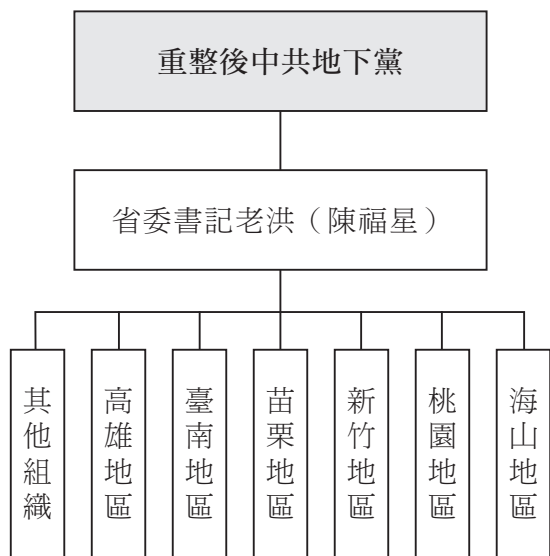 重整後中共地下黨
省委書記老洪（陳福星）
其他組織
高雄地區
臺南地區
苗栗地區
新竹地區
桃園地區
海山地區